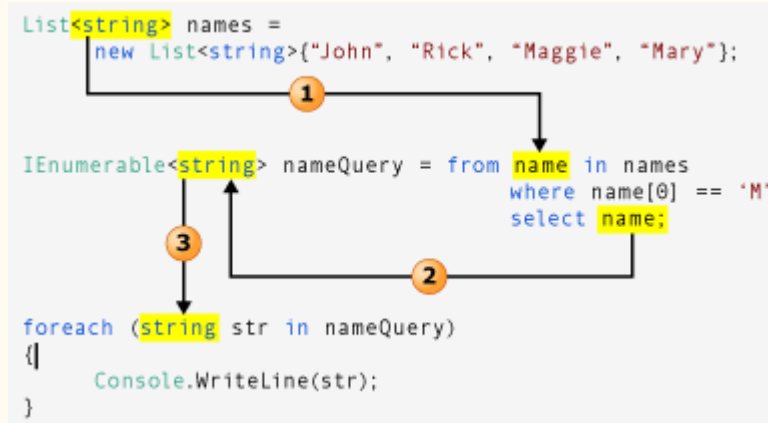 List<string> names =
new List<string>{“John”, “Rick”, “Maggie”, “Mary”};
1
IEnumerable<string> nameQuery = from name in names
where name[0] == ‘M’
select name;
3
2
foreach (string str in nameQuery)
{
Console.WriteLine(str);
}